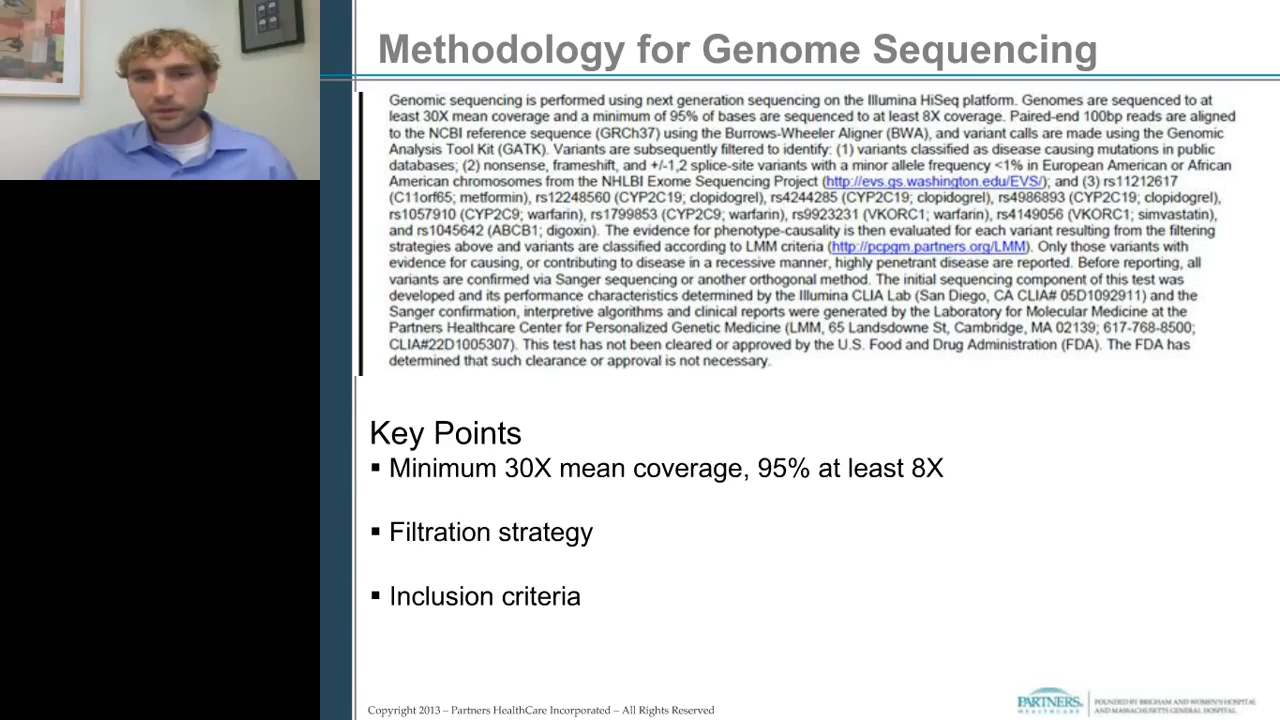 Methodology for Genome Sequencing
Genomic sequencing is performed using next generation sequencing on the Illumina HiSeq platform. Genomes are sequenced to at
least 30X mean coverage and a minimum of 95% of bases are sequenced to at least 8X coverage. Paired-end 100bp reads are aligned
to the NCBI reference sequence (GRCh37) using the Burrows-Wheeler Aligner (BWA), and variant calls are made using the Genomic
Analysis Tool Kit (GATK). Variants are subsequently filtered to identify: (1) variants classified as disease causing mutations in public
databases; (2) nonsense, frameshift, and +/-1,2 splice-site variants with a minor allele frequency <1% in European American or African
American chromosomes from the NHLBI Exome Sequencing Project (http://evs.gs.washington.edu/EVS/); and (3) rs11212617
(C11orf65; metformin), rs12248560 (CYP2C19; clopidogrel), rs4244285 (CYP2C19; clopidogrel), rs4986893 (CYP2C19; clopidogrel),
rs1057910 (CYP2C9; warfarin), rs1799853 (CYP2C9; warfarin), rs9923231 (VKORC1; warfarin), rs4149056 (VKORC1; simvastatin),
and rs1045642 (ABCB1; digoxin). The evidence for phenotype-causality is then evaluated for each variant resulting from the filtering
strategies above and variants are classified according to LMM criteria (http://pcpgm.partners.org/LMM). Only those variants with
evidence for causing, or contributing to disease in a recessive manner, highly penetrant disease are reported. Before reporting, all
variants are confirmed via Sanger sequencing or another orthogonal method. The initial sequencing component of this test was
developed and its performance characteristics determined by the Illumina CLIA Lab (San Diego, CA CLIA# 05D1092911) and the
Sanger confirmation, interpretive algorithms and clinical reports were generated by the Laboratory for Molecular Medicine at the
Partners Healthcare Center for Personalized Genetic Medicine (LMM, 65 Landsdowne St, Cambridge, MA 02139; 617-768-8500;
CLIA#22D1005307). This test has not been cleared or approved by the U.S. Food and Drug Administration (FDA). The FDA has
determined that such clearance or approval is not necessary.
Key Points
▪ Minimum 30X mean coverage, 95% at least 8X
▪ Filtration strategy
▪ Inclusion criteria
Copyright 2013 – Partners HealthCare Incorporated – All Rights Reserved
PARTNERS.
HEALTHCARE
FOUNDED BY BRIGHAM AND WOMEN'S HOSPITAL
AND MASSACHUSETTS GENERAL HOSPITAL